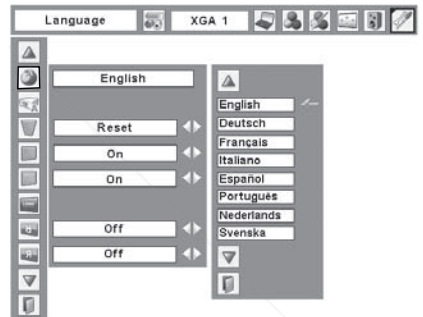 Language XGA 1
English
Reset
On
On
Off
Off
English
Deutsch
Français
Italiano
Español
Português
Nederlands
Svenska